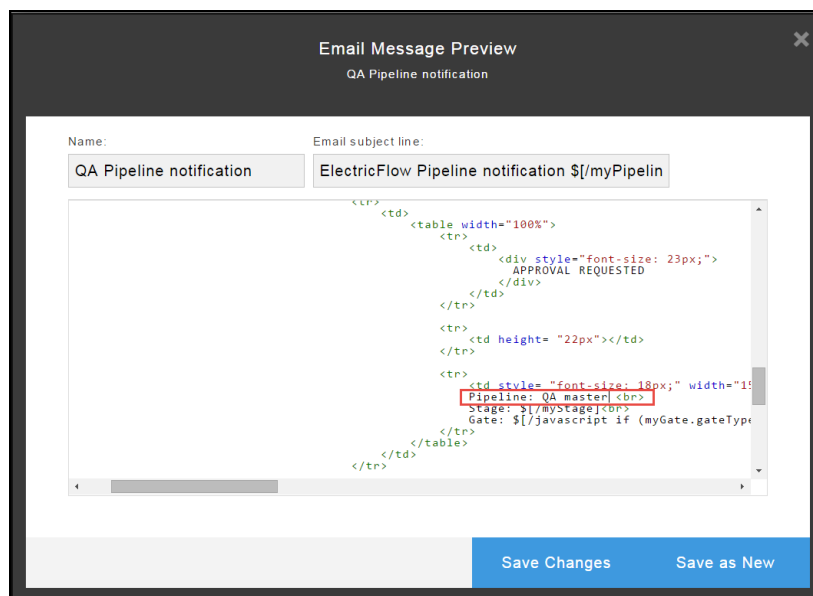 Email Message Preview
QA Pipeline notification
Name:
Email subject line:
QA Pipeline notification
ElectricFlow Pipeline notification $[/myPipelin
<tr>
<td>
<table width="100%">
<tr>
<td>
<div style="font-size: 23px;">
APPROVAL REQUESTED
</div>
</td>
</tr>
<tr>
<td height= "22px"></td>
</tr>
<tr>
<td style= "font-size: 18px;" width="15
Pipeline: QA master <br>
Stage: $[/myStage]<br>
Gate: $[/javascript if (myGate.gateType
</tr>
</table>
</td>
</tr>
Save Changes
Save as New